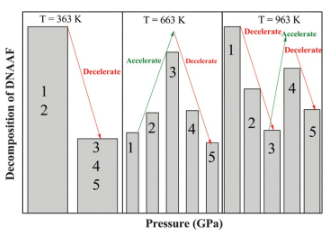 T = 363 K
T = 663 K
T = 963 K
Decomposition of DNAAF
Decelerate
1
2
3
4
5
Accelerate
Decelerate
1
2
3
4
5
Decelerate
Accelerate
Decelerate
1
2
3
4
5
Pressure (GPa)